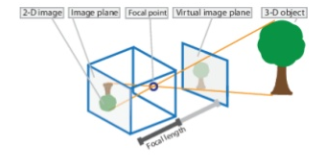 2-D image
Image plane
Focal point
Virtual image plane
3-D object
Focal length